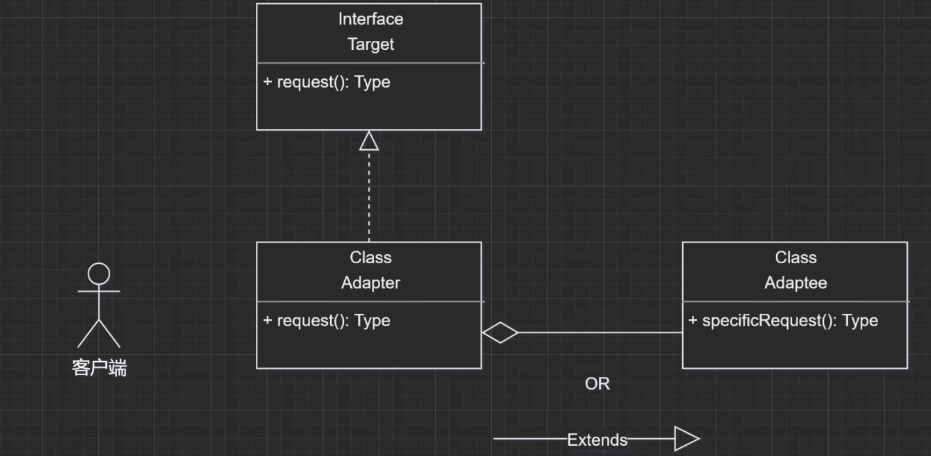 Interface
Target
+ request(): Type
Class
Adapter
+ request(): Type
Class
Adaptee
+ specificRequest(): Type
客户端
OR
Extends